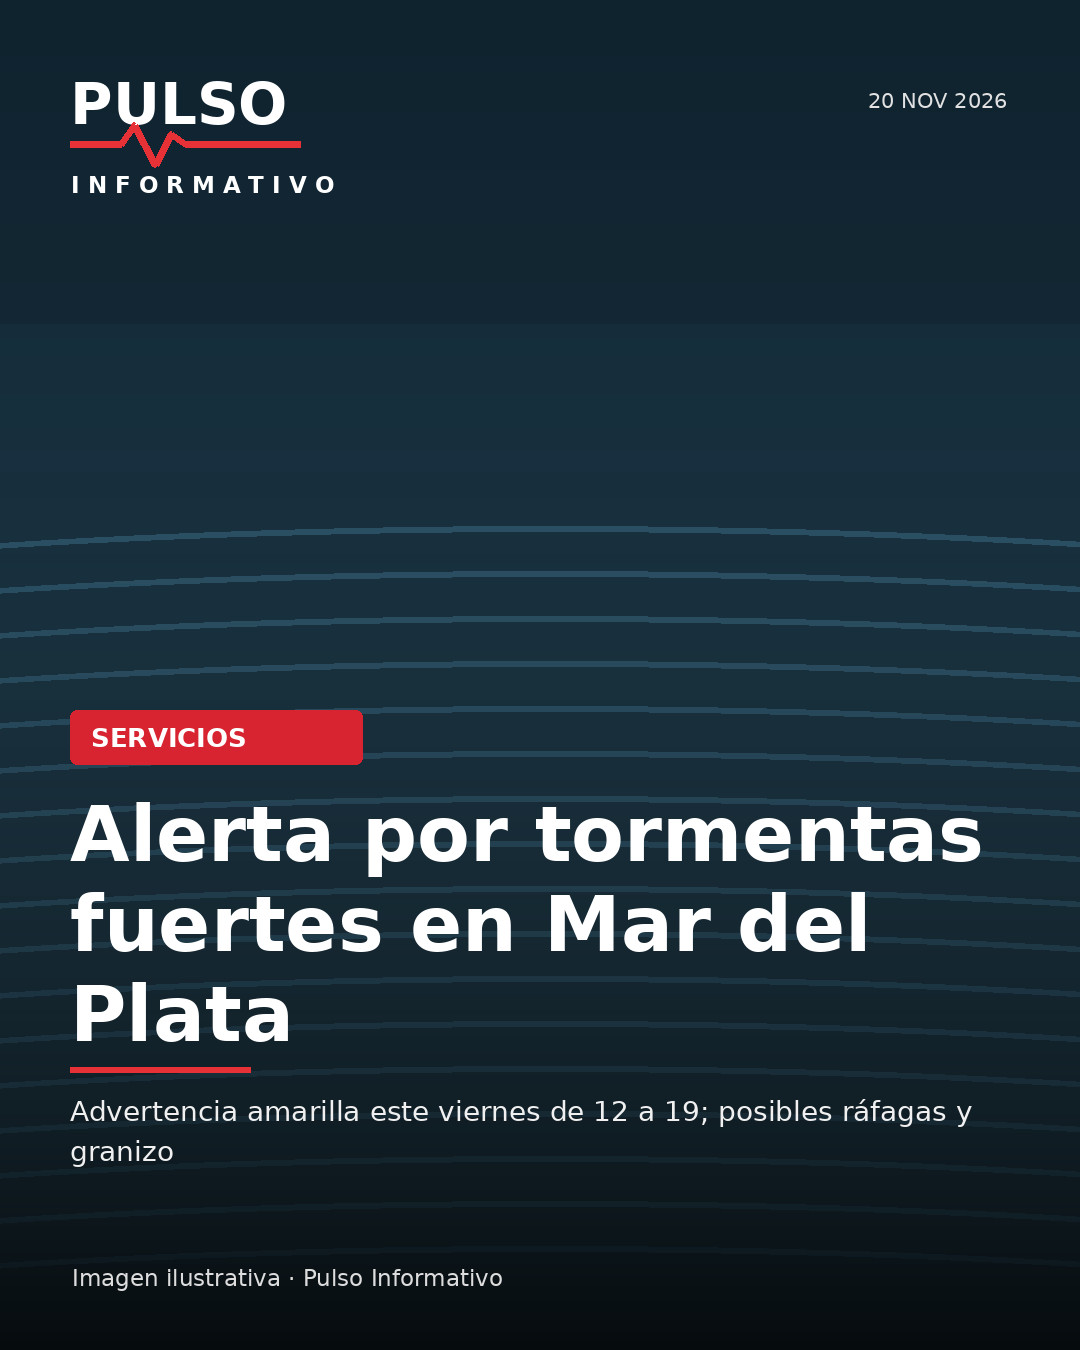 PULSO
INFORMATIVO
20 NOV 2026
SERVICIOS
Alerta por tormentas
fuertes en Mar del
Plata
Advertencia amarilla este viernes de 12 a 19; posibles ráfagas y
granizo
Imagen ilustrativa · Pulso Informativo